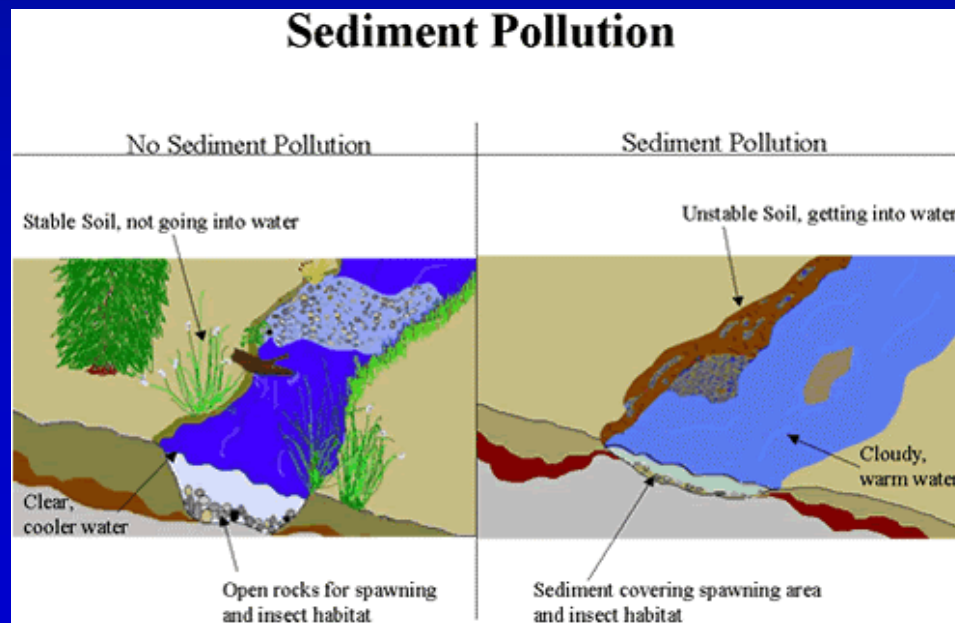 Sediment Pollution
No Sediment Pollution
Sediment Pollution
Stable Soil, not going into water
Unstable Soil, getting into water
Clear,
cooler water
Cloudy,
warm water
Open rocks for spawning
and insect habitat
Sediment covering spawning area
and insect habitat